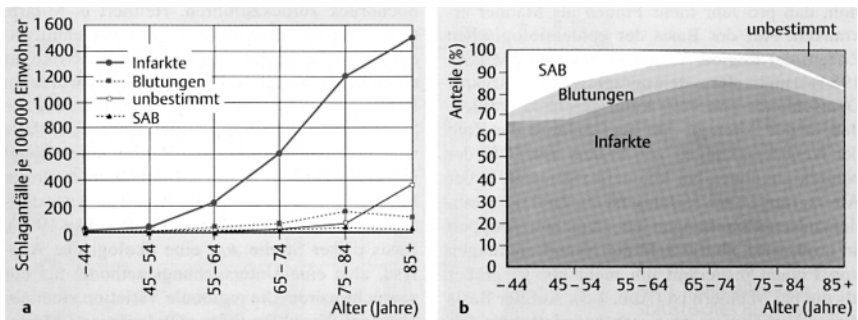 Schlaganfälle je 100 000 Einwohner
1600
1400
1200
1000
800
600
400
200
0
Infarkte
Blutungen
unbestimmt
SAB
– 44
45 – 54
55 – 64
65 – 74
75 – 84
85 +
a
Alter (Jahre)
Anteile (%)
100
90
80
70
60
50
40
30
20
10
unbestimmt
SAB
Blutungen
Infarkte
– 44
45 – 54
55 – 64
65 – 74
75 – 84
85 +
b
Alter (Jahre)